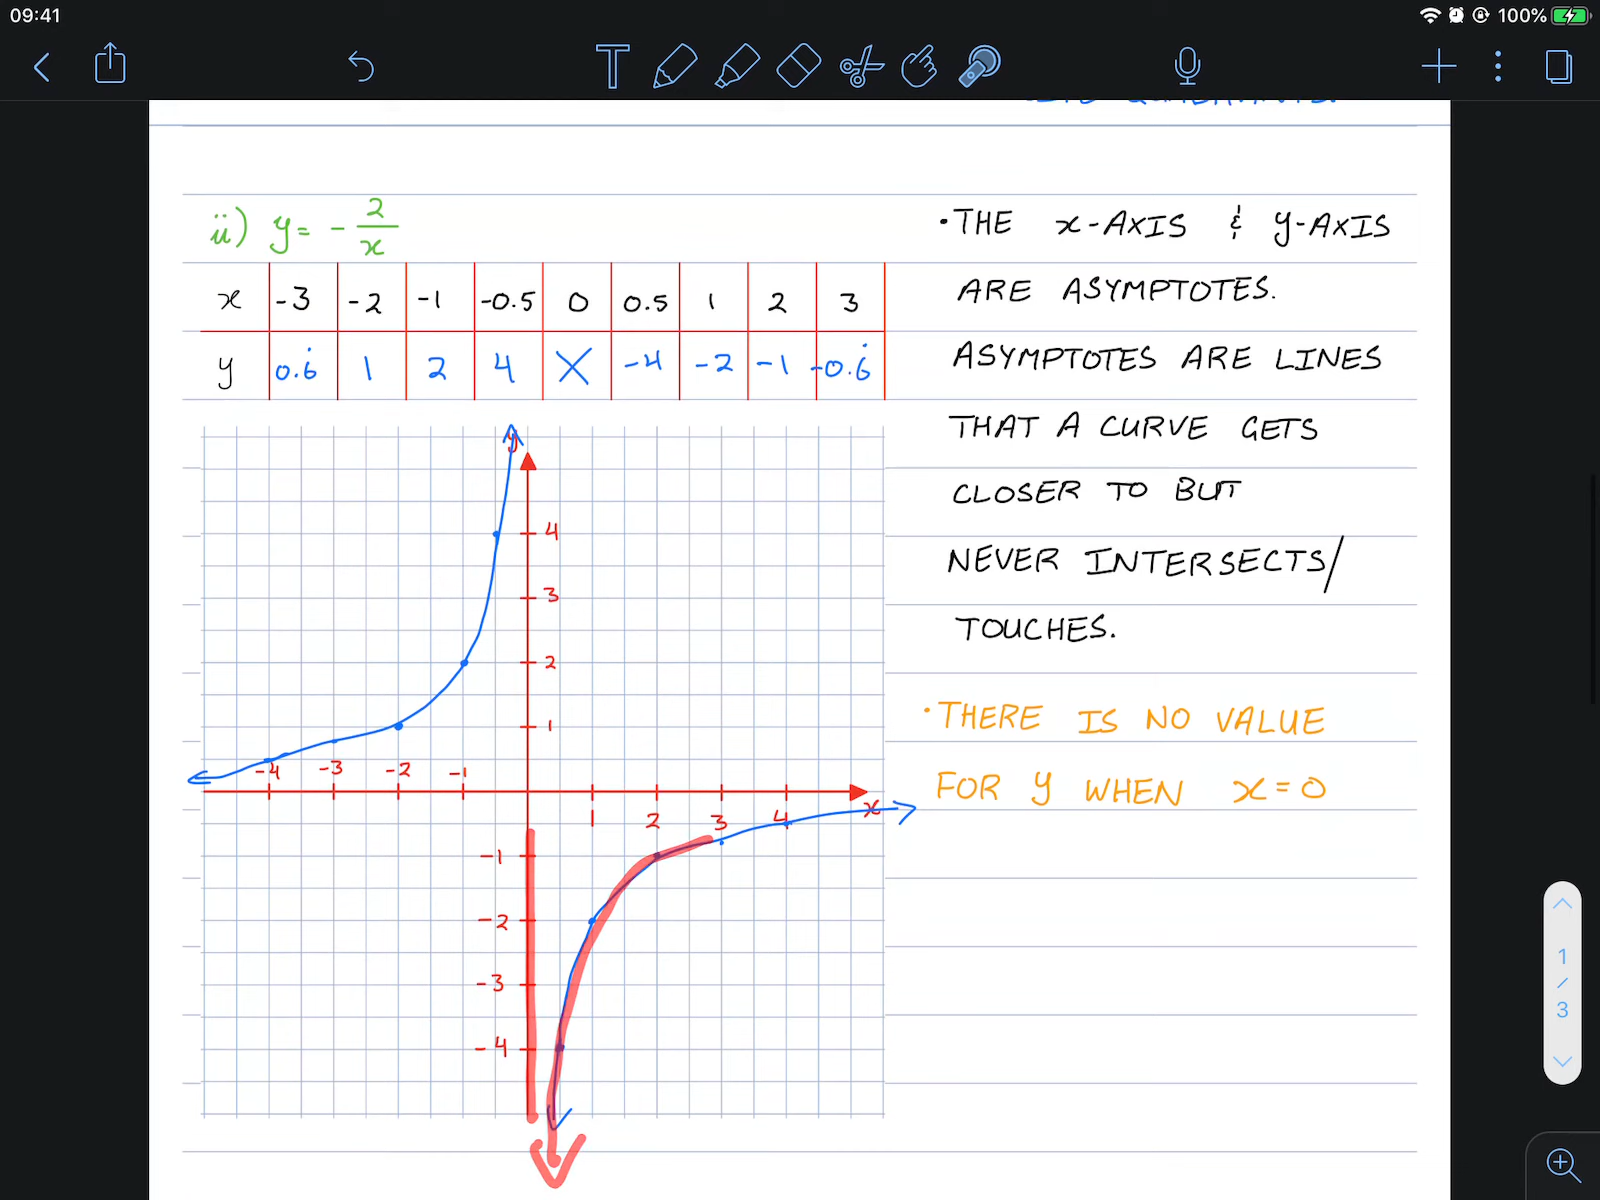 09:41
100%
ii) y = - 2/x
x -3 -2 -1 -0.5 0 0.5 1 2 3
y 0.6̇ 1 2 4 X -4 -2 -1 -0.6̇
• THE x-AXIS & y-AXIS
ARE ASYMPTOTES.
ASYMPTOTES ARE LINES
THAT A CURVE GETS
CLOSER TO BUT
NEVER INTERSECTS/
TOUCHES.
• THERE IS NO VALUE
FOR y WHEN x=0
y
4
3
2
1
-4 -3 -2 -1
1 2 3 4 x
-1
-2
-3
-4
1
/
3